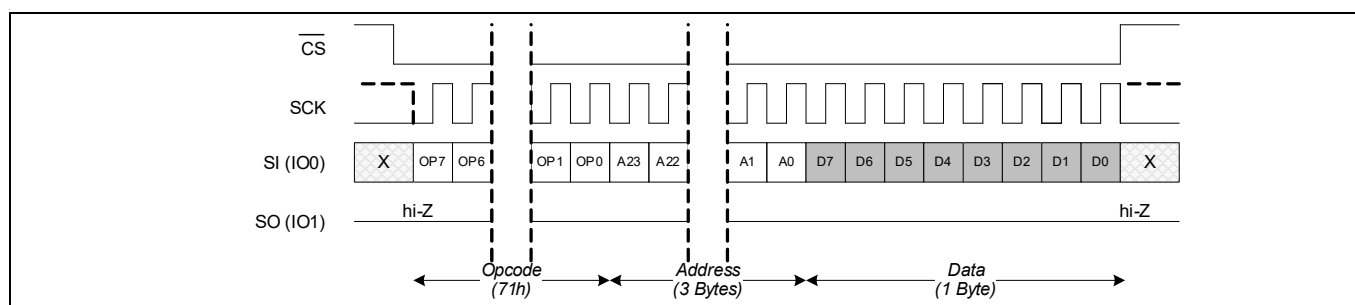 CS
SCK
SI (IO0) X OP7 OP6 OP1 OP0 A23 A22 A1 A0 D7 D6 D5 D4 D3 D2 D1 D0 X
hi-Z hi-Z
SO (IO1)
Opcode Address Data
(71h) (3 Bytes) (1 Byte)